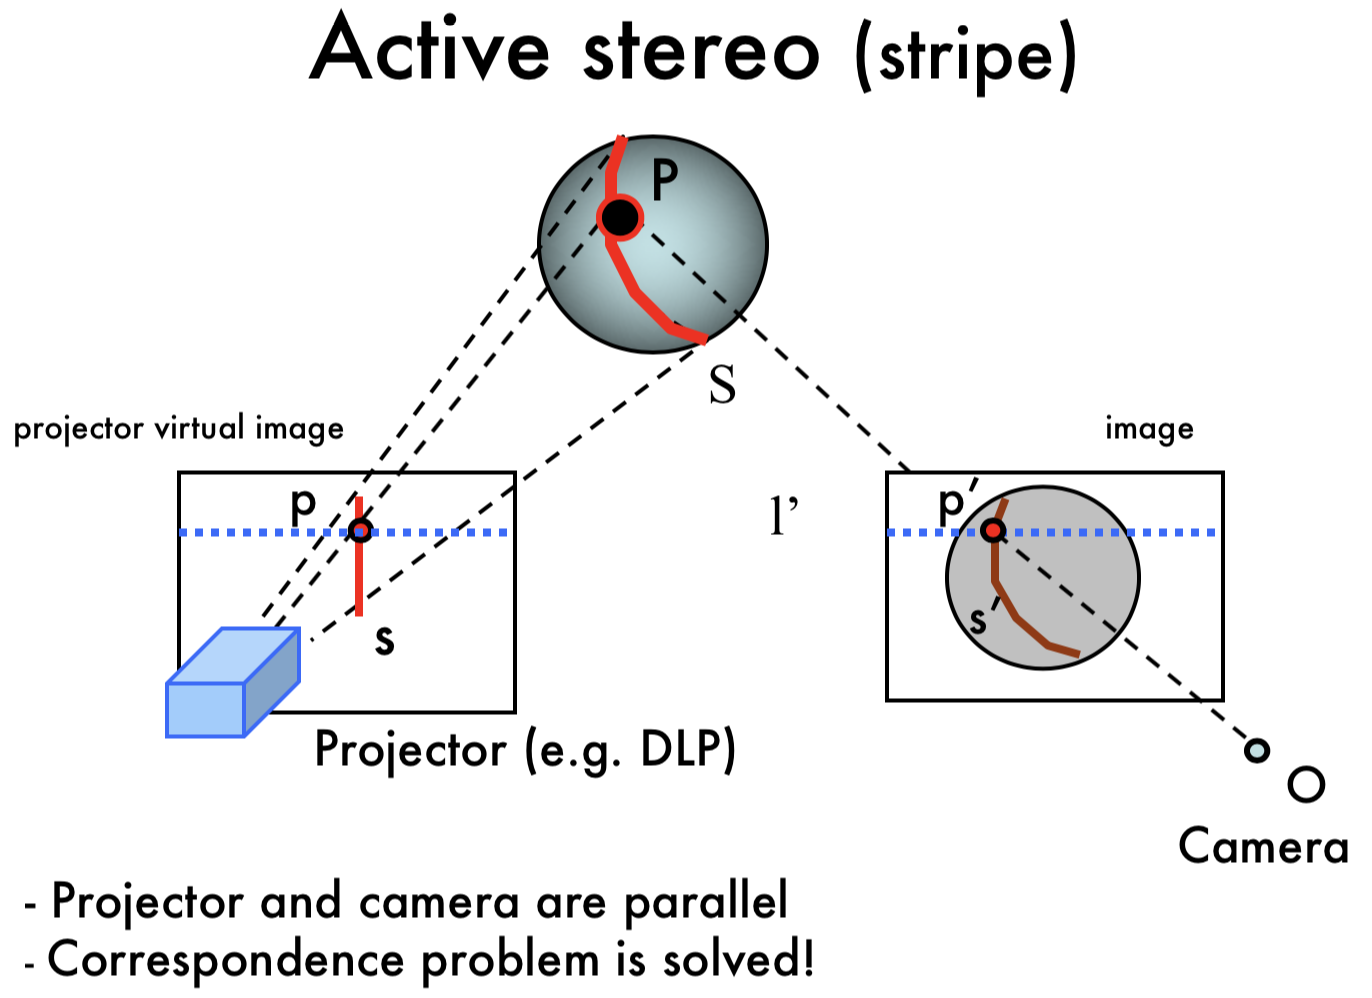 Active stereo (stripe)
P
S
projector virtual image
image
p
l’
p′
s
s′
Projector (e.g. DLP)
Camera
- Projector and camera are parallel
- Correspondence problem is solved!